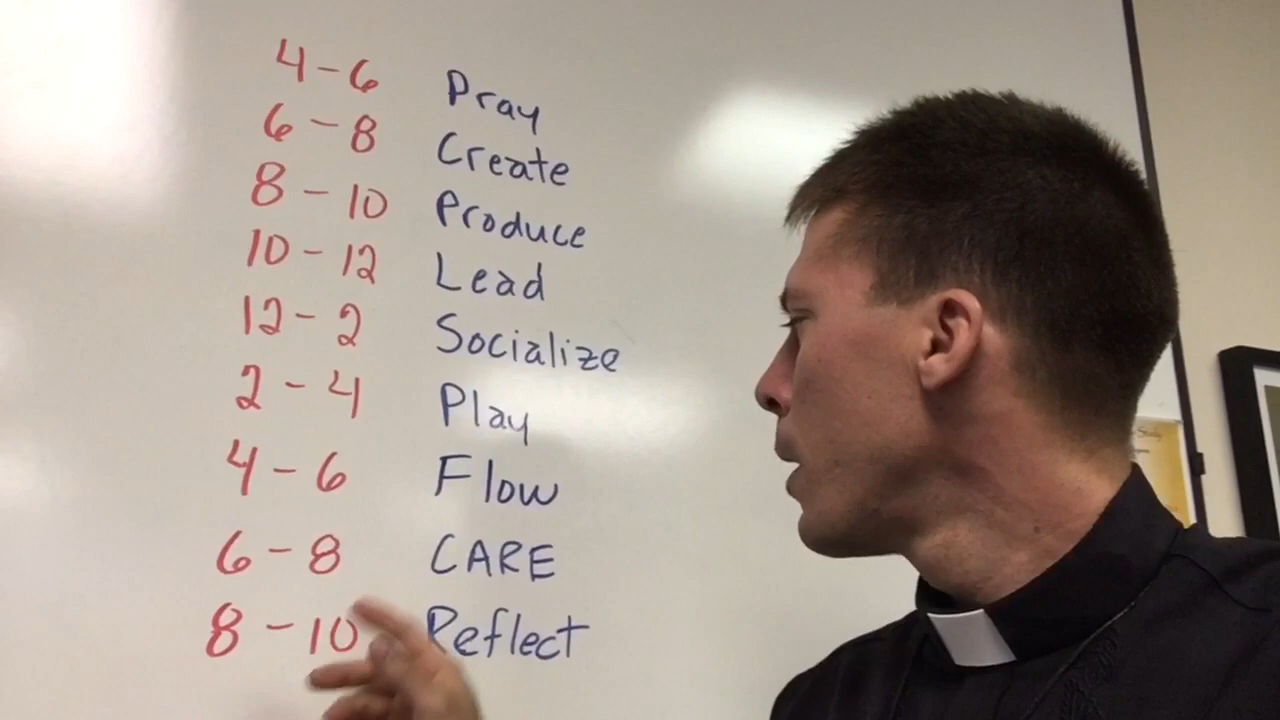 4-6 Pray
6-8 Create
8-10 Produce
10-12 Lead
12-2 Socialize
2-4 Play
4-6 Flow
6-8 CARE
8-10 Reflect
Study